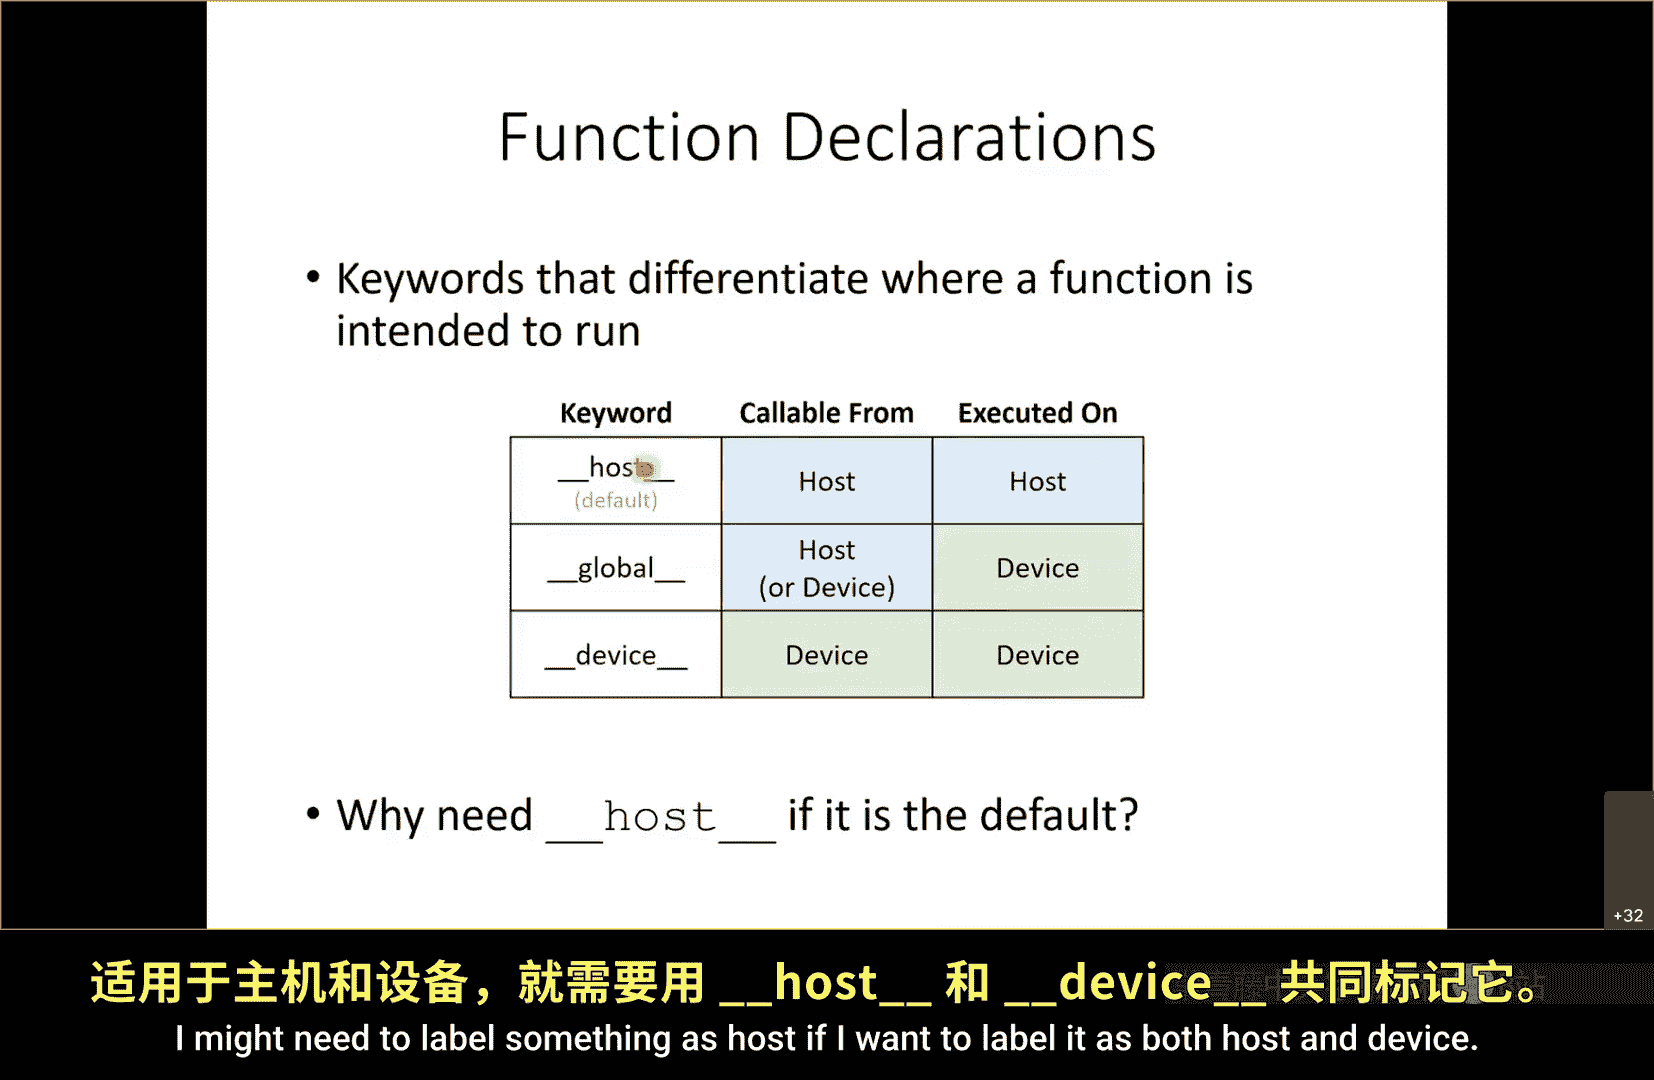 Function Declarations
• Keywords that differentiate where a function is
intended to run
Keyword Callable From Executed On
__host__ Host Host
(default)
__global__ Host (or Device) Device
__device__ Device Device
• Why need __host__ if it is the default?
+32
适用于主机和设备，就需要用 __host__ 和 __device__ 共同标记它。
I might need to label something as host if I want to label it as both host and device.